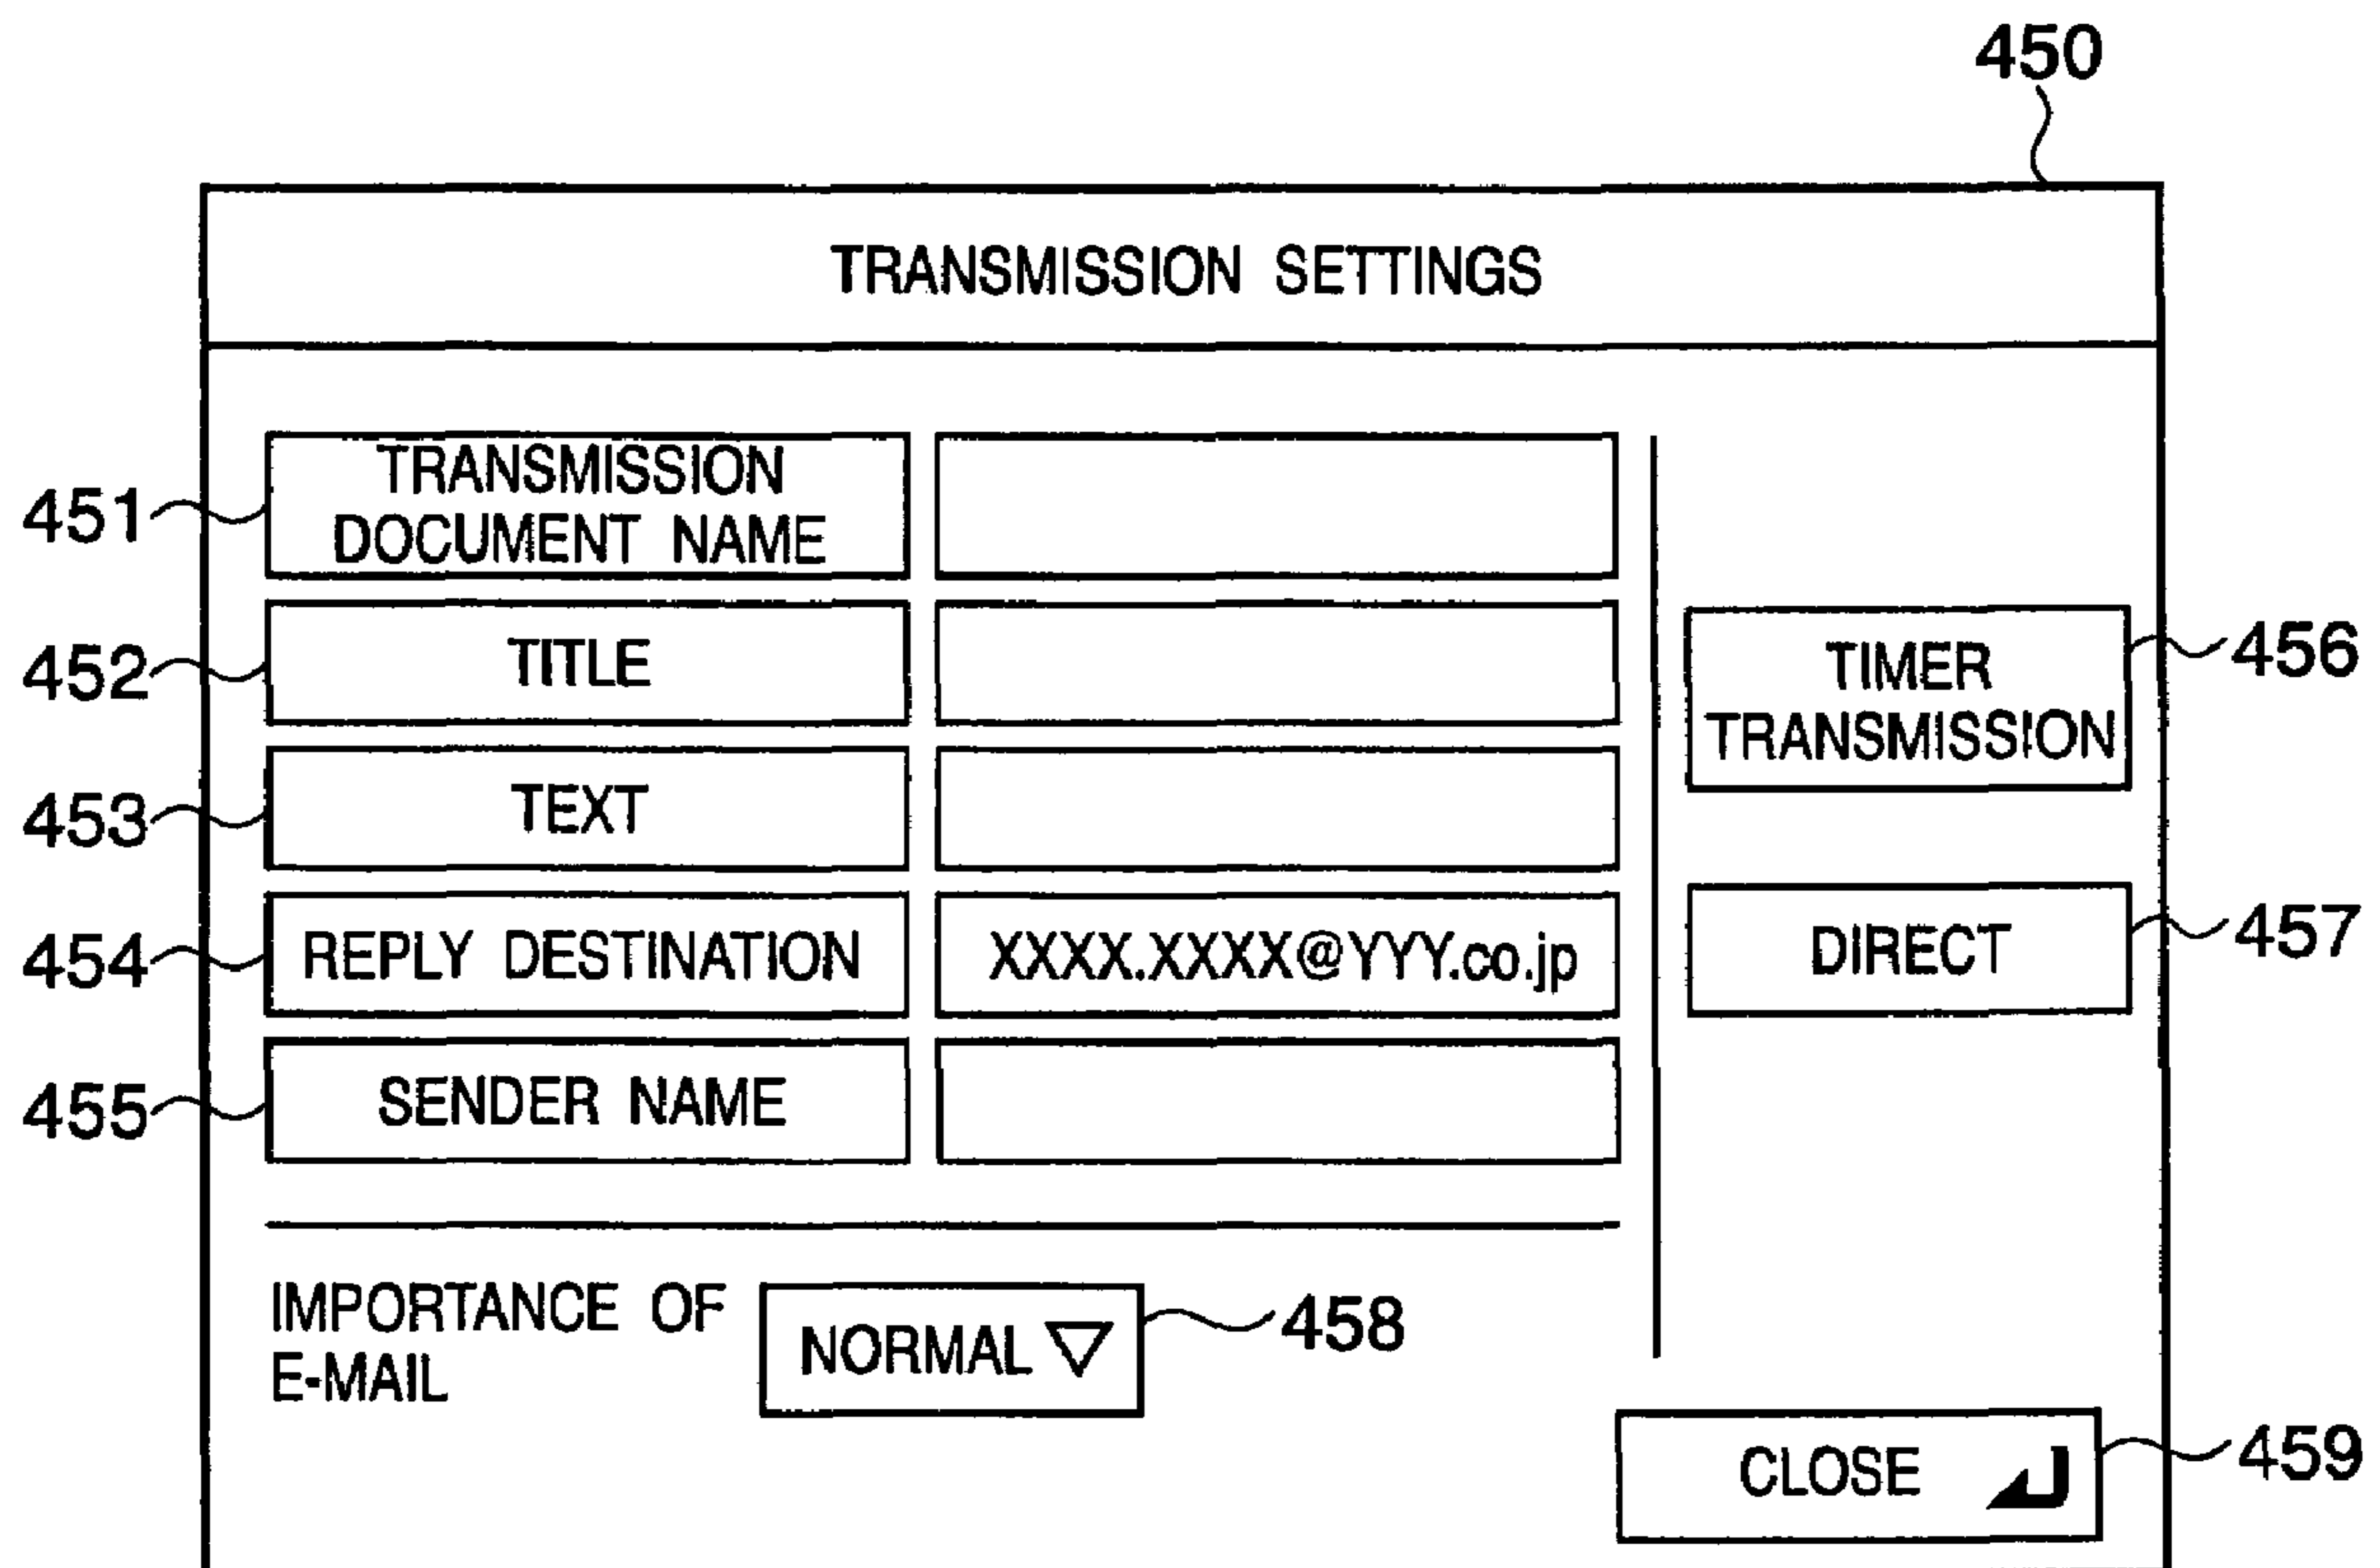 450
TRANSMISSION SETTINGS
451
TRANSMISSION
DOCUMENT NAME
452
TITLE
453
TEXT
454
REPLY DESTINATION
XXXX.XXXX@YYY.co.jp
455
SENDER NAME
TIMER
TRANSMISSION
456
DIRECT
457
IMPORTANCE OF
E-MAIL
NORMAL
458
CLOSE
459